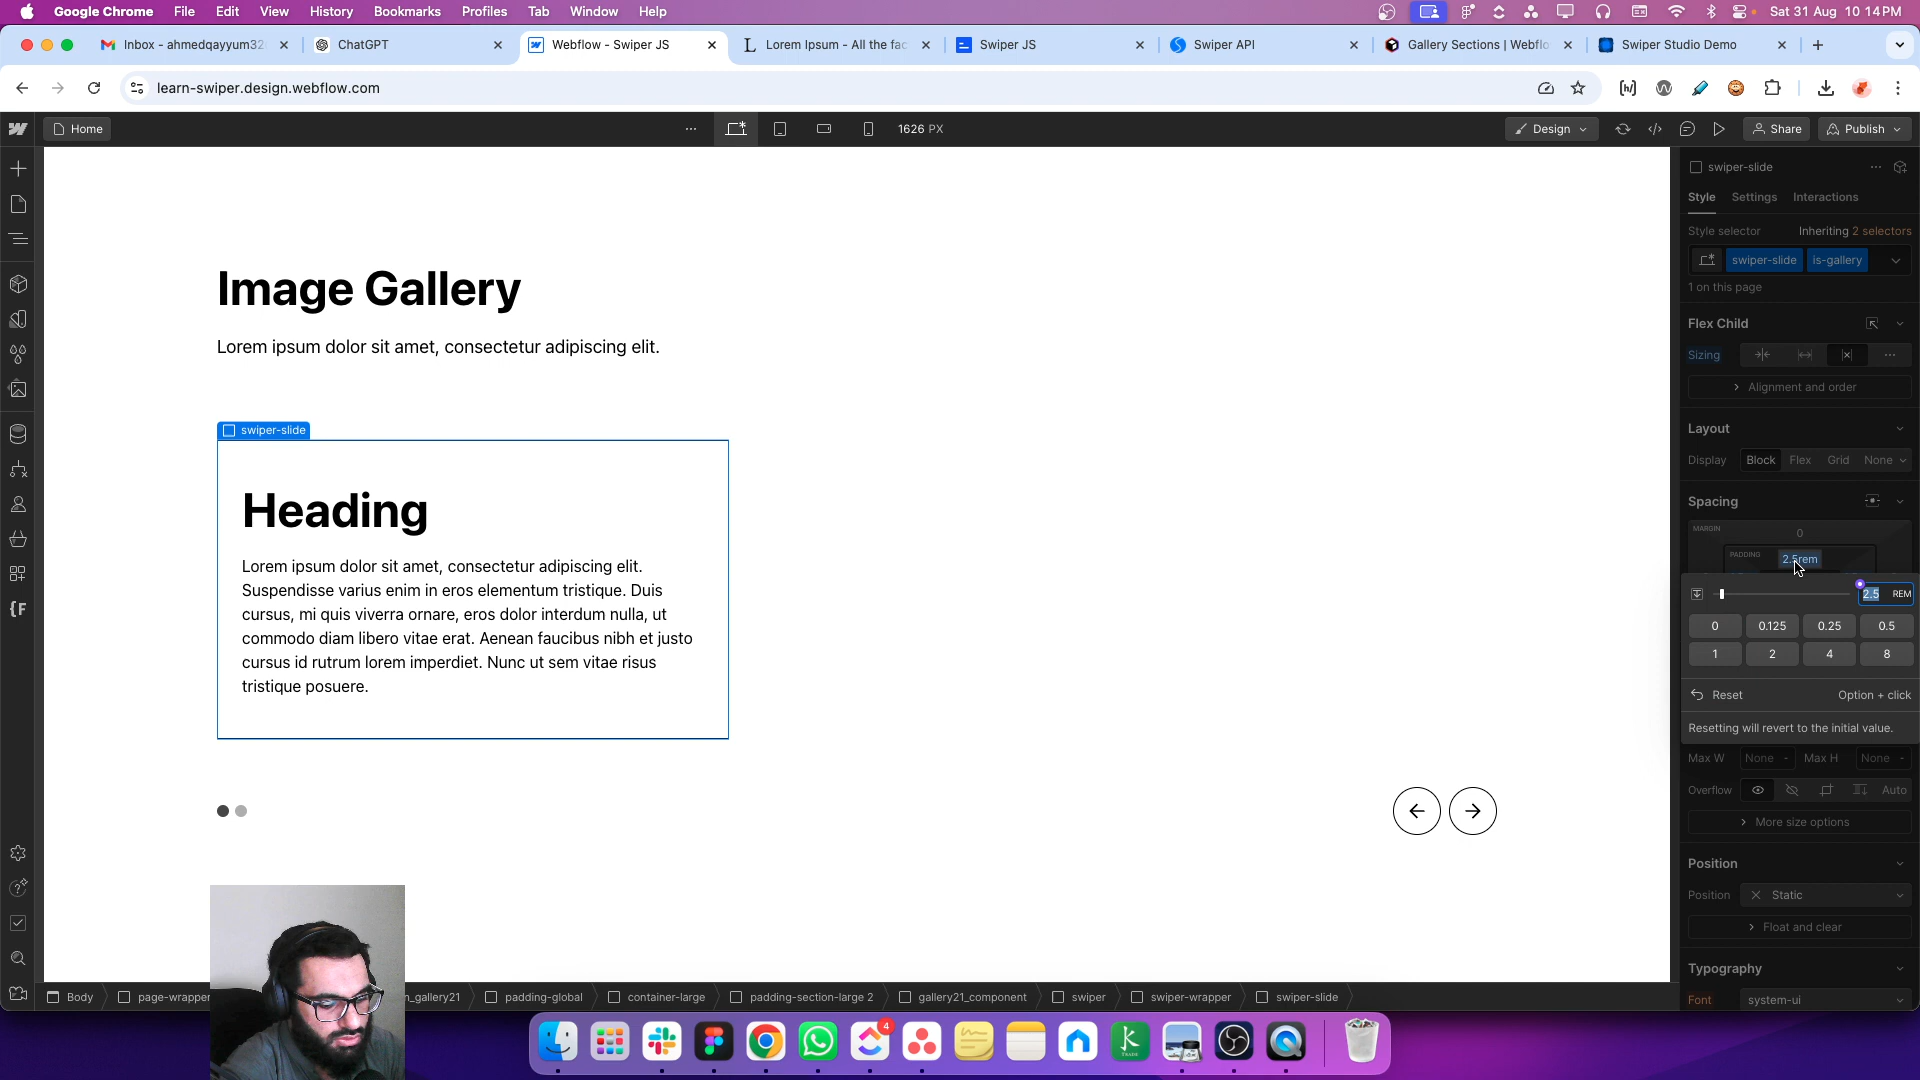 Google Chrome File Edit View History Bookmarks Profiles Tab Window Help Sat 31 Aug 10 14 PM
Inbox - ahmedqayyum32 ChatGPT Webflow - Swiper JS Lorem Ipsum - All the fac Swiper JS Swiper API Gallery Sections | Webflo Swiper Studio Demo
learn-swiper.design.webflow.com
Home 1626 PX Design Share Publish
swiper-slide
Style Settings Interactions
Style selector Inheriting 2 selectors
swiper-slide is-gallery
1 on this page
Image Gallery
Lorem ipsum dolor sit amet, consectetur adipiscing elit.
Flex Child
Sizing
Alignment and order
Layout
Display Block Flex Grid None
Spacing
MARGIN 0
PADDING 2.5rem
2.5 REM
0 0.125 0.25 0.5
1 2 4 8
Reset Option + click
Resetting will revert to the initial value.
Max W None - Max H None -
Overflow Auto
More size options
Position
Position Static
Float and clear
Typography
Font system-ui
swiper-slide
Heading
Lorem ipsum dolor sit amet, consectetur adipiscing elit.
Suspendisse varius enim in eros elementum tristique. Duis
cursus, mi quis viverra ornare, eros dolor interdum nulla, ut
commodo diam libero vitae erat. Aenean faucibus nibh et justo
cursus id rutrum lorem imperdiet. Nunc ut sem vitae risus
tristique posuere.
Body page-wrapper n_gallery21 padding-global container-large padding-section-large 2 gallery21_component swiper swiper-wrapper swiper-slide
4
TRADE